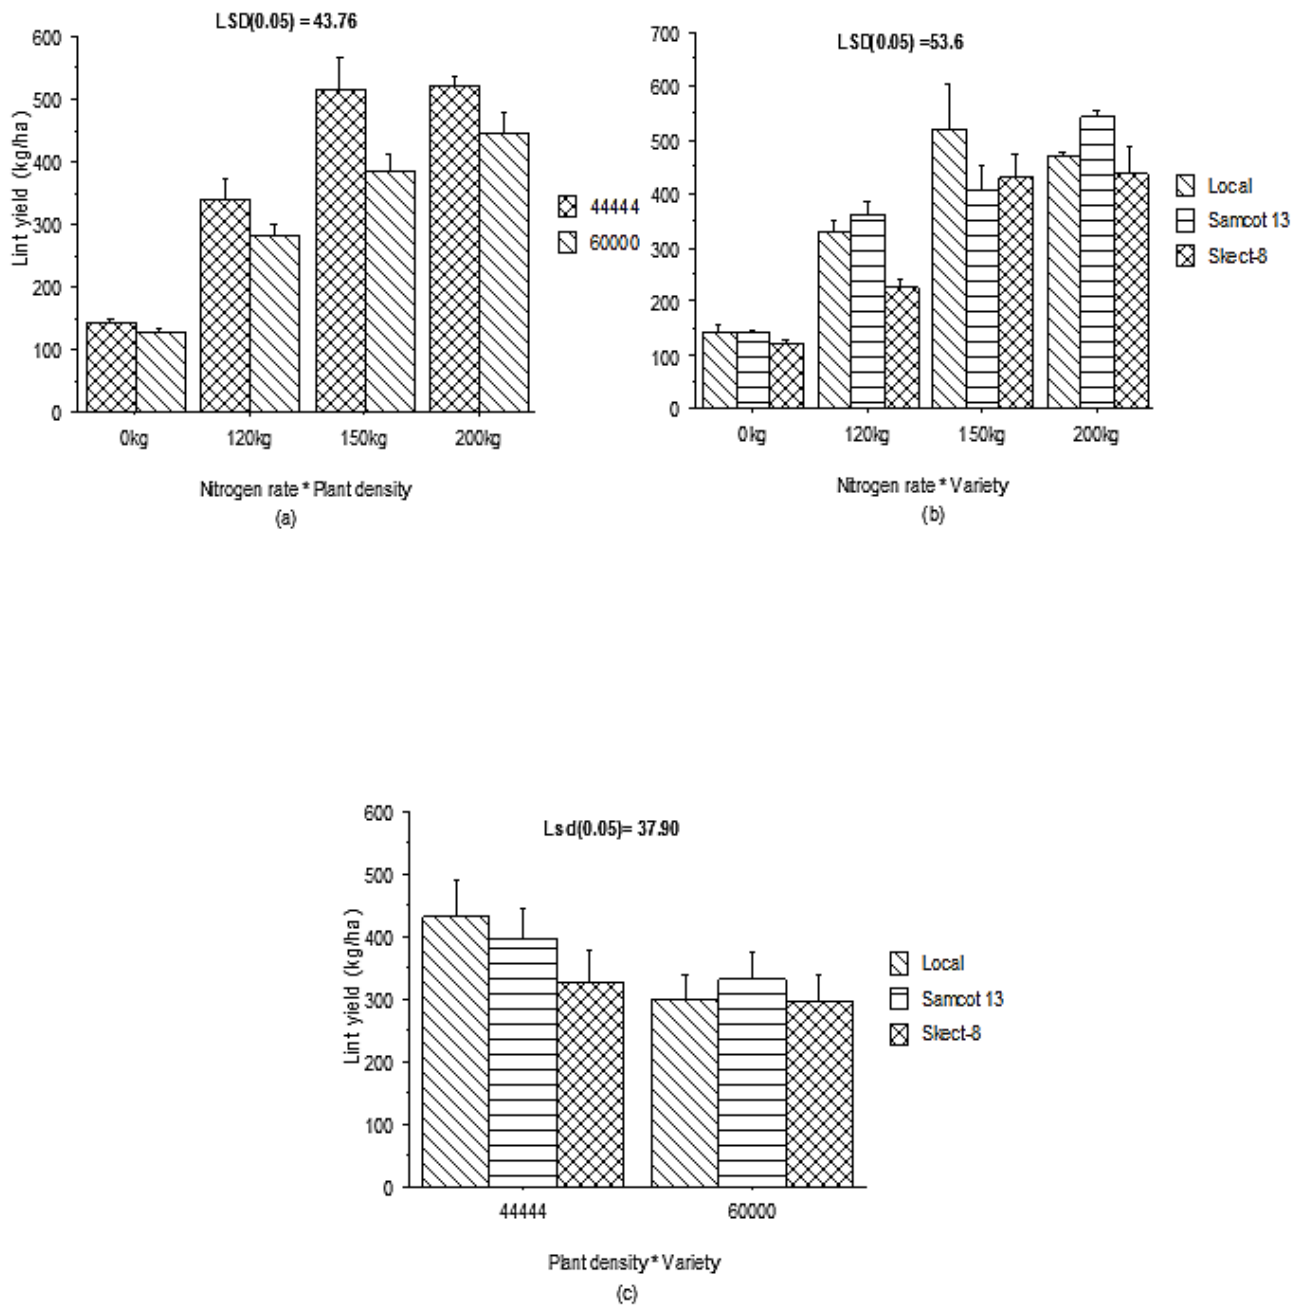 LSD(0.05) = 43.76
Lint yield (kg/ha)
600
500
400
300
200
100
0
0kg 120kg 150kg 200kg
Nitrogen rate * Plant density
(a)
44444
60000
LSD(0.05) =53.6
700
600
500
400
300
200
100
0
0kg 120kg 150kg 200kg
Nitrogen rate * Variety
(b)
Local
Samcot 13
Skect-8
Lsd(0.05)= 37.90
Lint yield (kg/ha)
600
500
400
300
200
100
0
44444 60000
Plant density * Variety
(c)
Local
Samcot 13
Skect-8